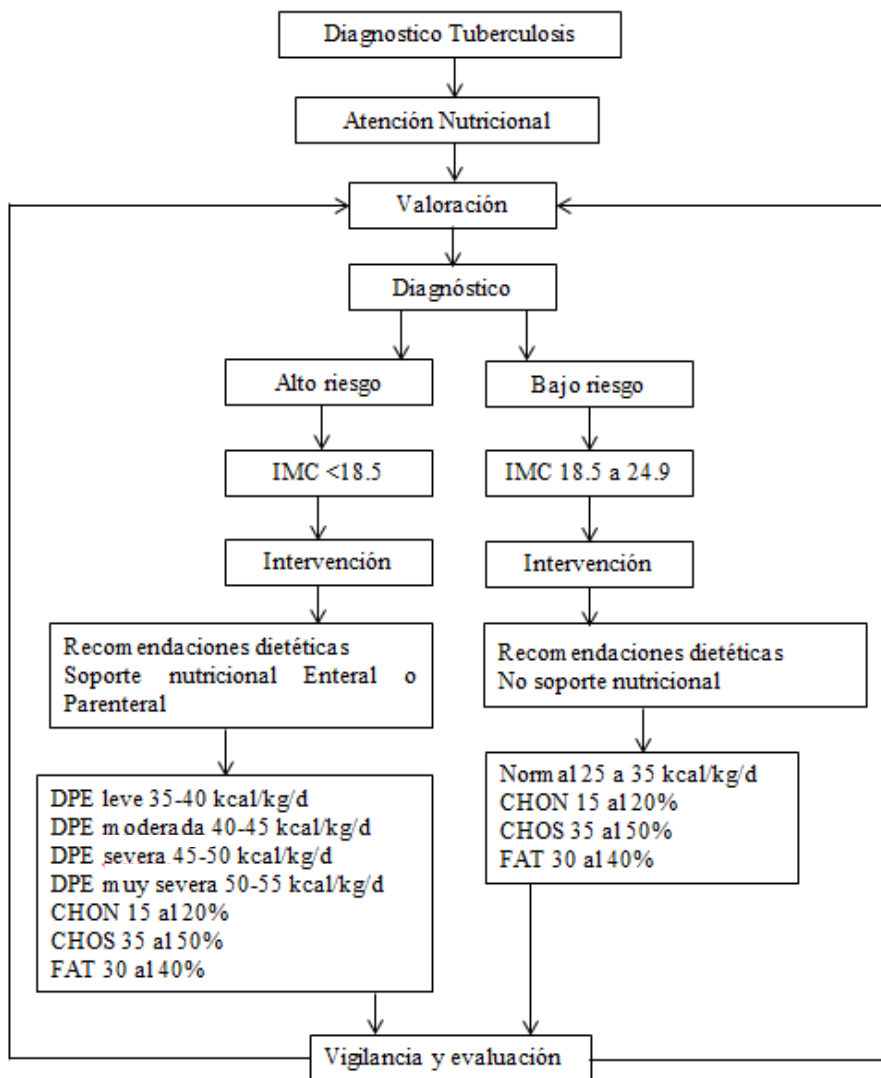 Diagnostico Tuberculosis
Atención Nutricional
Valoración
Diagnóstico
Alto riesgo
Bajo riesgo
IMC <18.5
IMC 18.5 a 24.9
Intervención
Intervención
Recomendaciones dietéticas
Soporte nutricional Enteral o
Parenteral
Recomendaciones dietéticas
No soporte nutricional
DPE leve 35-40 kcal/kg/d
DPE moderada 40-45 kcal/kg/d
DPE severa 45-50 kcal/kg/d
DPE muy severa 50-55 kcal/kg/d
CHON 15 al 20%
CHOS 35 al 50%
FAT 30 al 40%
Normal 25 a 35 kcal/kg/d
CHON 15 al 20%
CHOS 35 al 50%
FAT 30 al 40%
Vigilancia y evaluación